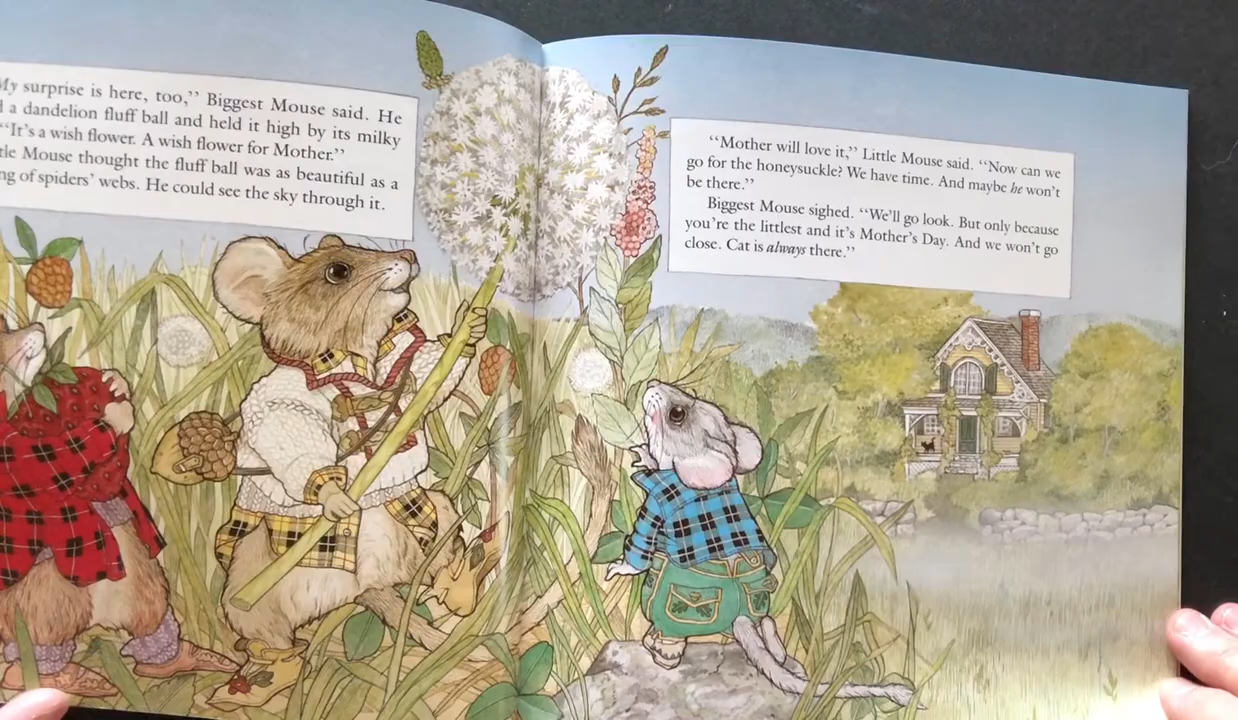 My surprise is here, too,” Biggest Mouse said. He
a dandelion fluff ball and held it high by its milky
“It's a wish flower. A wish flower for Mother.”
Mouse thought the fluff ball was as beautiful as a
of spiders' webs. He could see the sky through it.
“Mother will love it,” Little Mouse said. “Now can we
go for the honeysuckle? We have time. And maybe he won't
be there.”
Biggest Mouse sighed. “We'll go look. But only because
you're the littlest and it's Mother's Day. And we won't go
close. Cat is always there.”